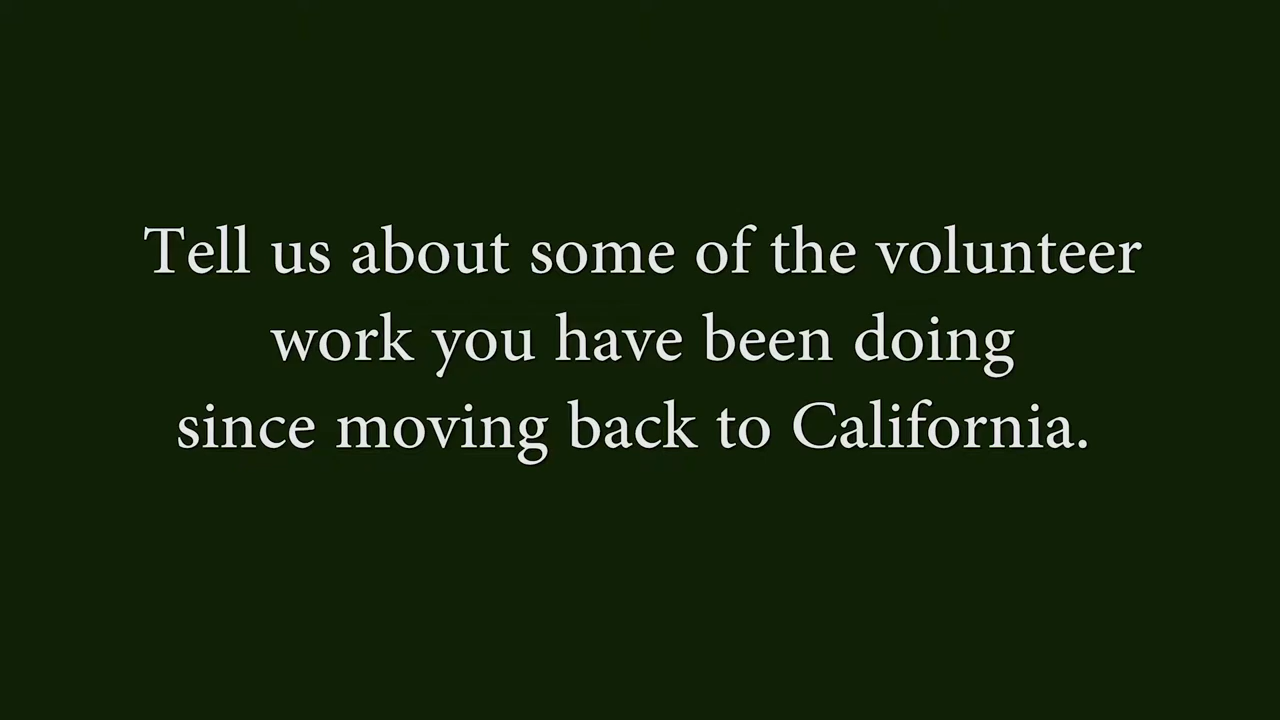 Tell us about some of the volunteer
work you have been doing
since moving back to California.